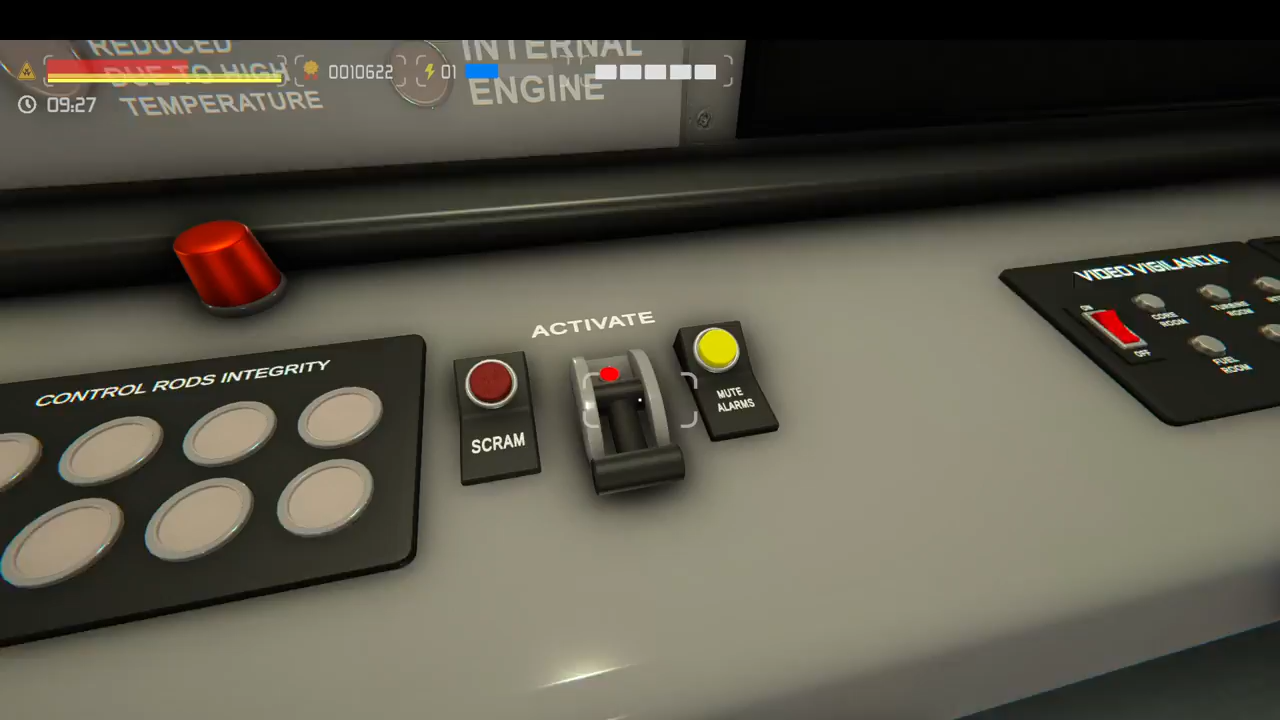 REDUCED
DUE TO HIGH
TEMPERATURE
INTERNAL
ENGINE
0010622
01
09:27
CONTROL RODS INTEGRITY
ACTIVATE
SCRAM
MUTE
ALARMS
VIDEO VIGILANCIA
ON
OFF
CORE
ROOM
TURBINE
ROOM
FUEL
ROOM